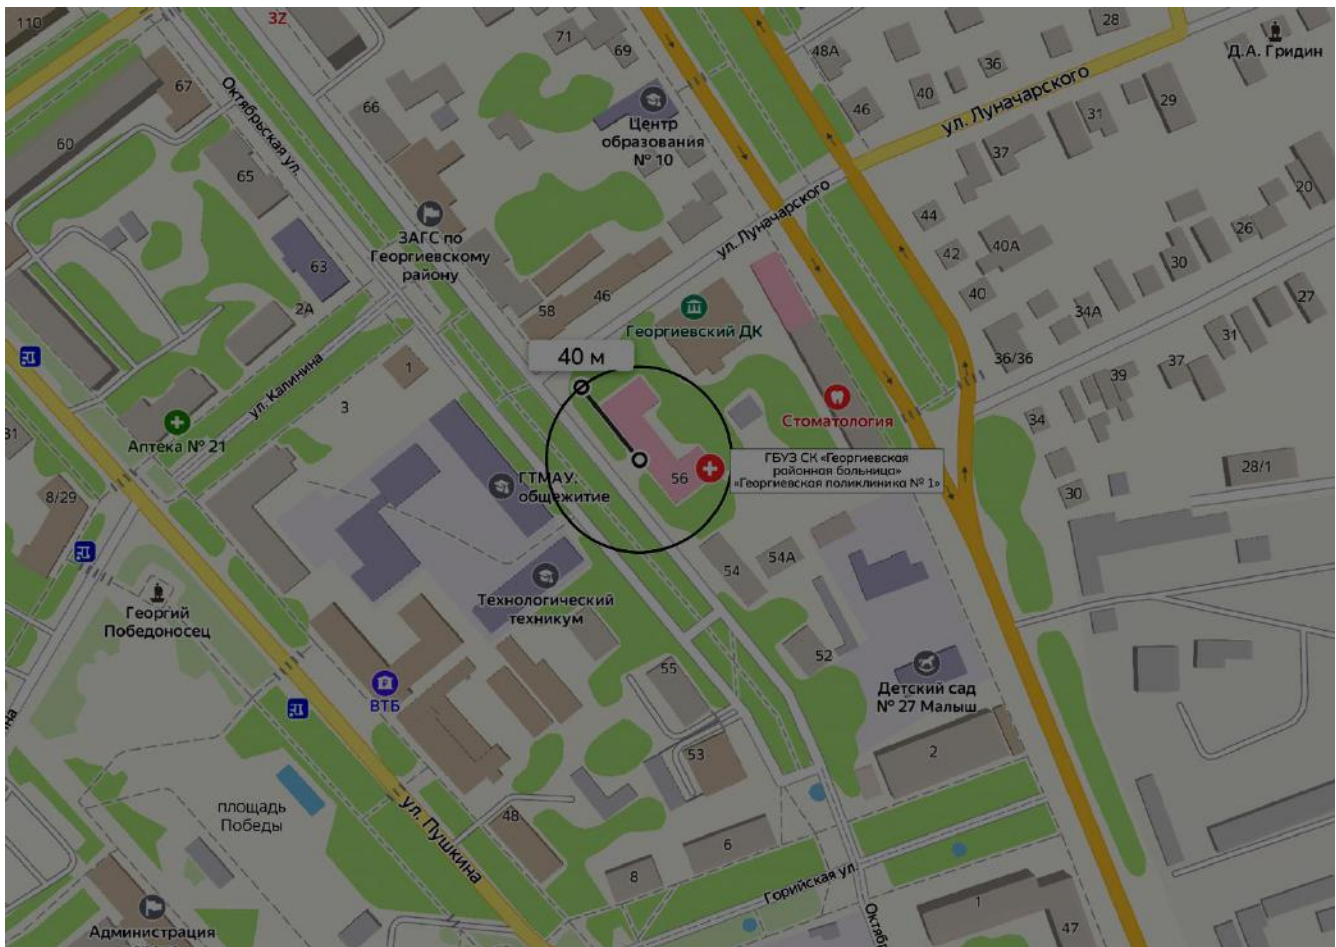 110
3Z
71
69
28
48А
Д.А. Гридин
67
Октябрьская ул.
66
36
40
46
ул. Луначарского
31
29
Центр
образования
№ 10
60
65
37
20
ул. Луначарского
44
ЗАГС по
Георгиевскому
району
26
42
40А
63
30
2А
58
46
40
27
34А
Георгиевский ДК
31
40 м
36/36
1
37
39
ул. Калинина
3
Стоматология
34
31
Аптека № 21
ГБУЗ СК «Георгиевская
районная больница»
«Георгиевская поликлиника № 1»
28/1
8/29
ГТМАУ.
общежитие
56
30
54А
54
Технологический
техникум
Георгий
Победоносец
52
55
ВТБ
Детский сад
№ 27 Малыш
2
53
площадь
Победы
ул. Пушкина
48
6
8
Горийская ул.
1
47
Администрация